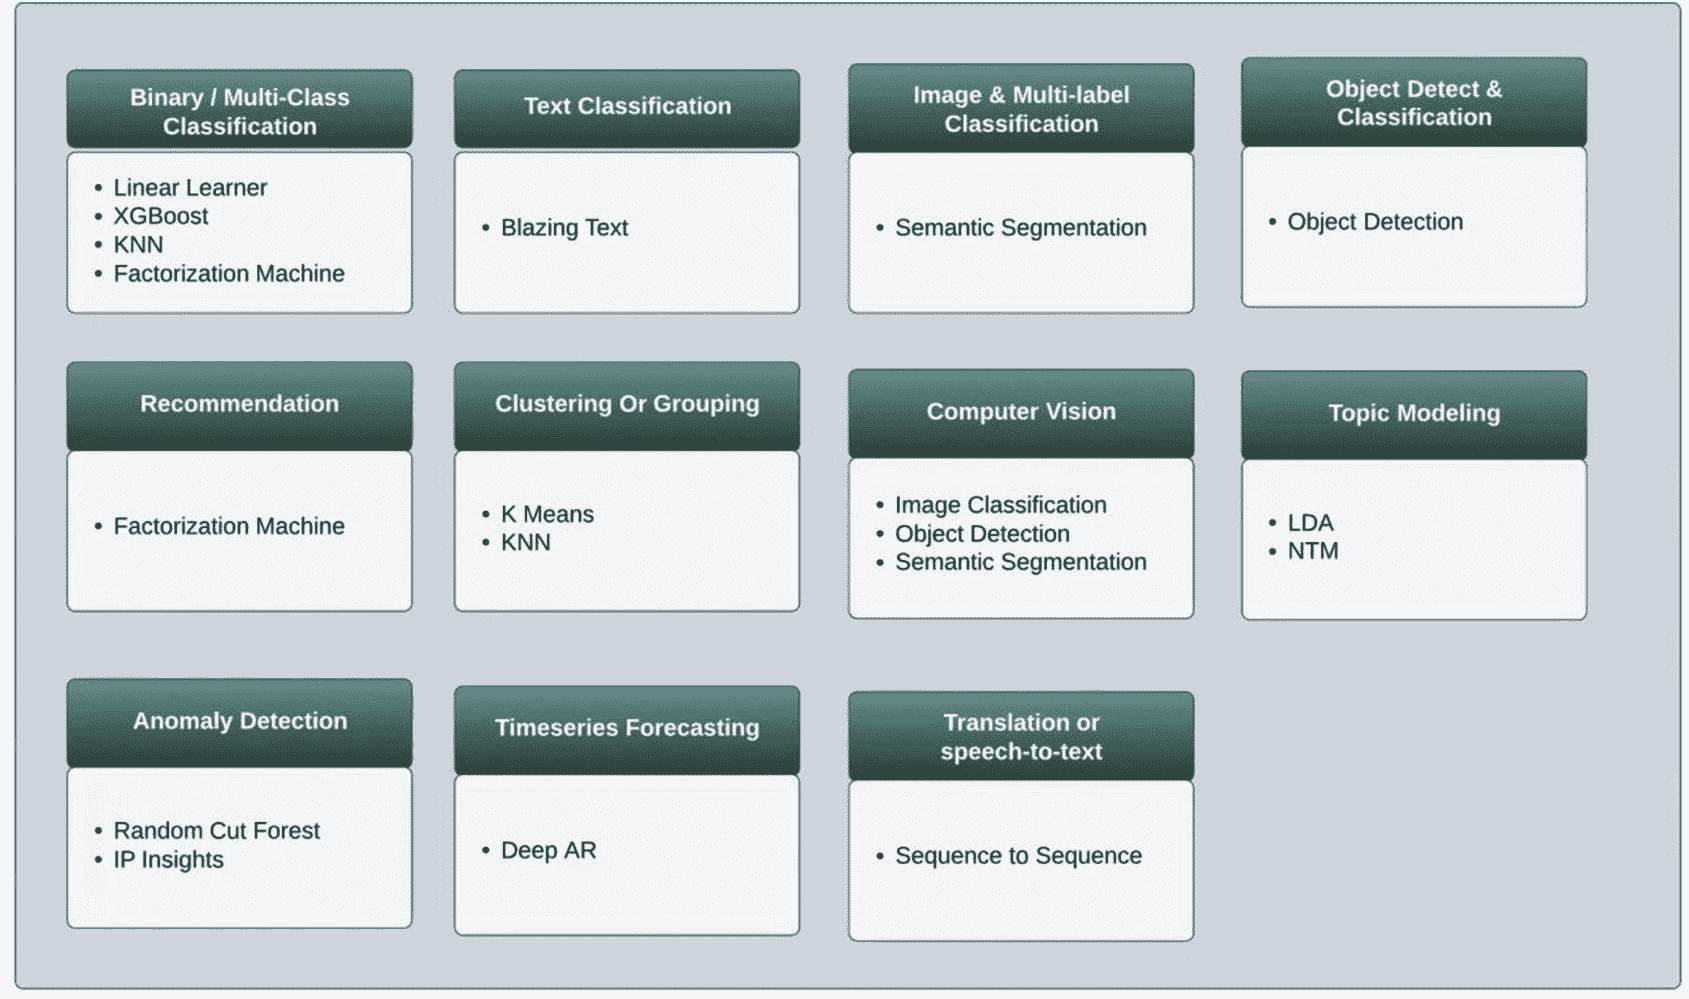 Binary / Multi-Class
Classification
• Linear Learner
• XGBoost
• KNN
• Factorization Machine
Text Classification
• Blazing Text
Image & Multi-label
Classification
• Semantic Segmentation
Object Detect &
Classification
• Object Detection
Recommendation
• Factorization Machine
Clustering Or Grouping
• K Means
• KNN
Computer Vision
• Image Classification
• Object Detection
• Semantic Segmentation
Topic Modeling
• LDA
• NTM
Anomaly Detection
• Random Cut Forest
• IP Insights
Timeseries Forecasting
• Deep AR
Translation or
speech-to-text
• Sequence to Sequence